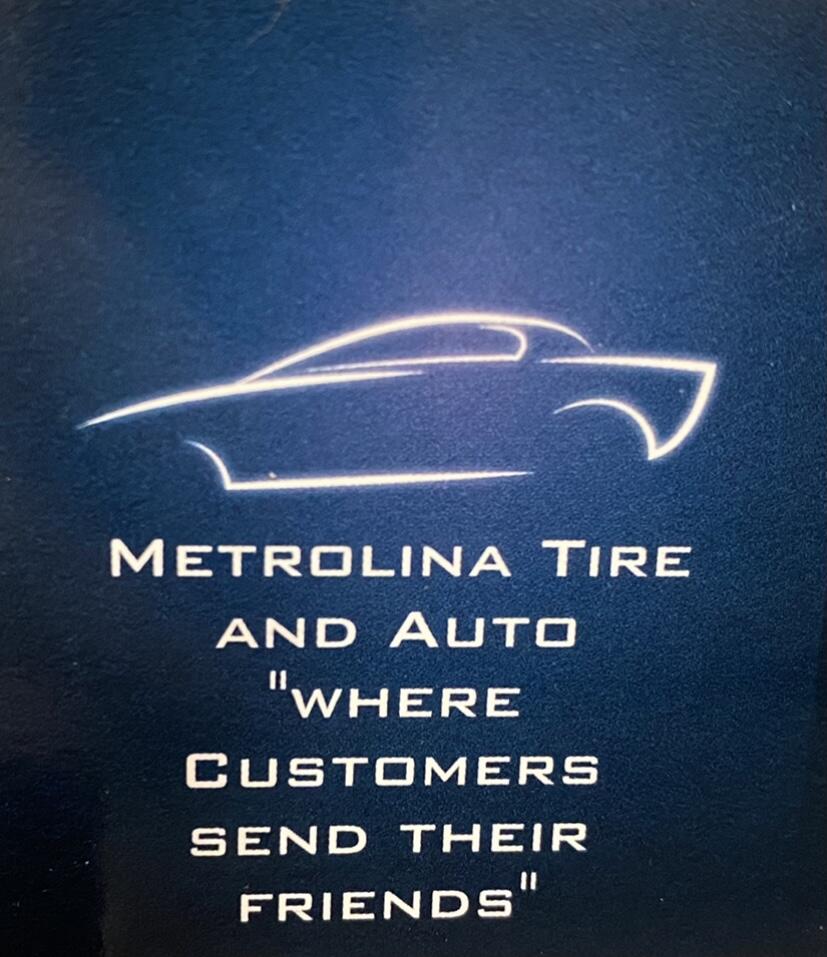 Metrolina Tire
and Auto
"where
Customers
send their
friends"